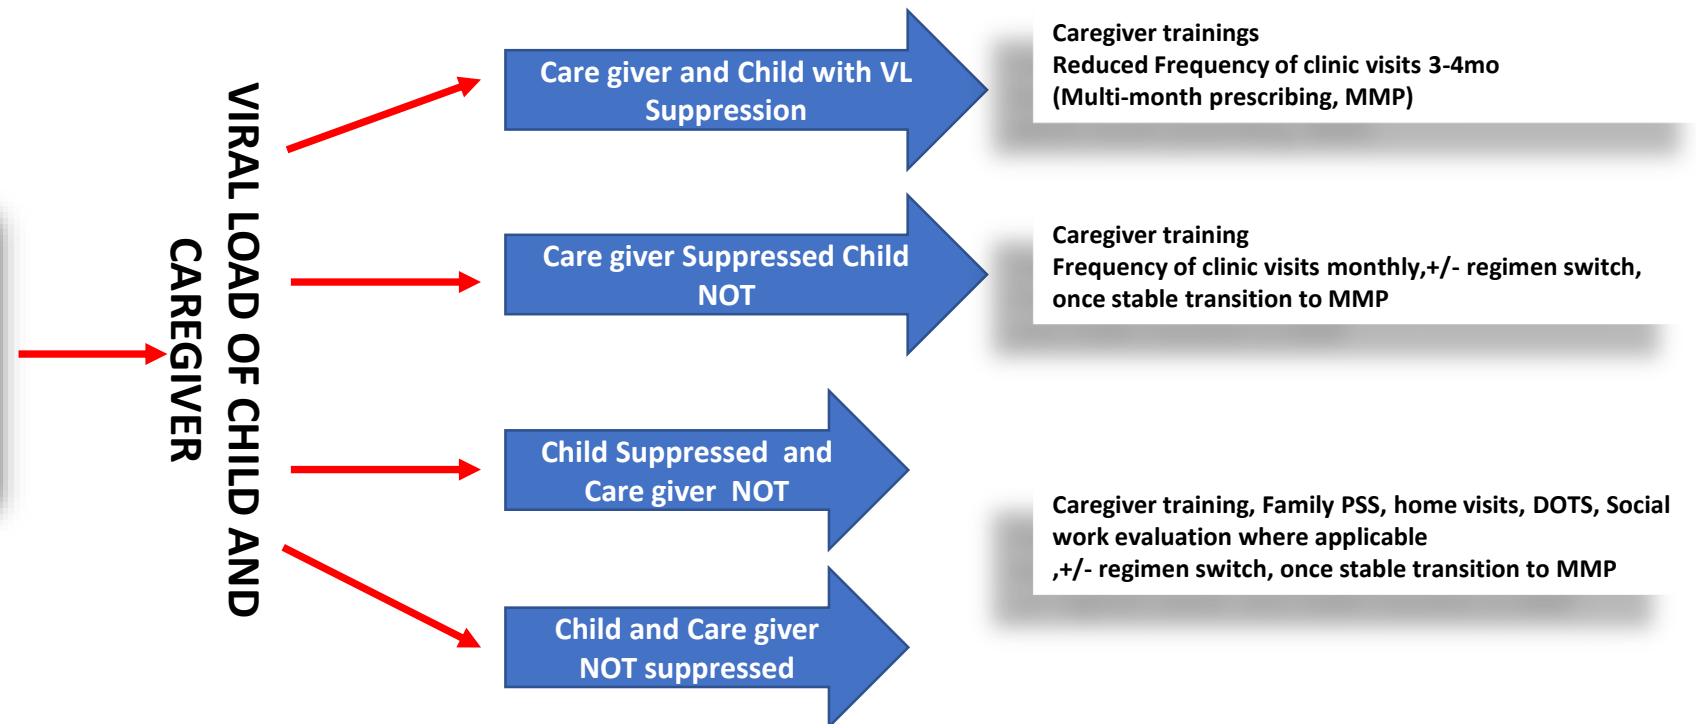 VIRAL LOAD OF CHILD AND
CAREGIVER
Care giver and Child with VL
Suppression
Caregiver trainings
Reduced Frequency of clinic visits 3-4mo
(Multi-month prescribing, MMP)
Care giver Suppressed Child
NOT
Caregiver training
Frequency of clinic visits monthly,+/- regimen switch,
once stable transition to MMP
Child Suppressed and
Care giver NOT
Child and Care giver
NOT suppressed
Caregiver training, Family PSS, home visits, DOTS, Social
work evaluation where applicable
,+/- regimen switch, once stable transition to MMP